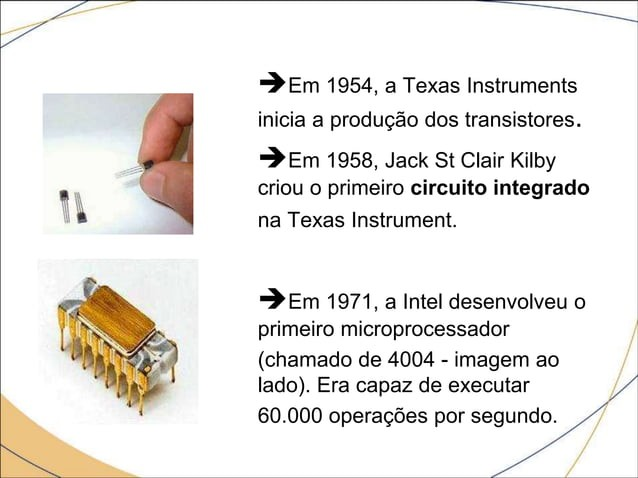 ➔Em 1954, a Texas Instruments
inicia a produção dos transistores.
➔Em 1958, Jack St Clair Kilby
criou o primeiro circuito integrado
na Texas Instrument.
➔Em 1971, a Intel desenvolveu o
primeiro microprocessador
(chamado de 4004 - imagem ao
lado). Era capaz de executar
60.000 operações por segundo.